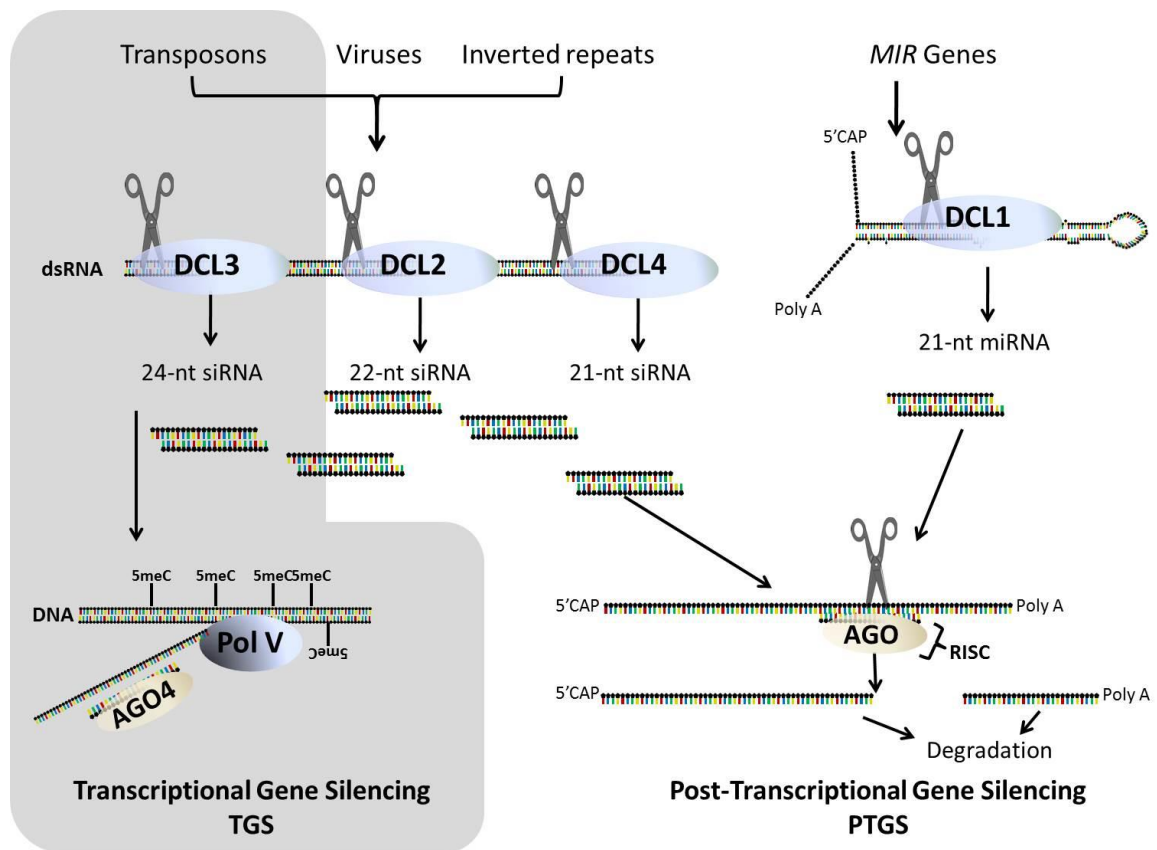 Transposons
Viruses
Inverted repeats
MIR Genes
5'CAP
DCL1
Poly A
dsRNA
DCL3
DCL2
DCL4
24-nt siRNA
22-nt siRNA
21-nt siRNA
21-nt miRNA
5meC
5meC
5meC
5meC
DNA
Pol V
5meC
AGO4
5'CAP
Poly A
AGO
RISC
5'CAP
Poly A
Degradation
Transcriptional Gene Silencing
TGS
Post-Transcriptional Gene Silencing
PTGS